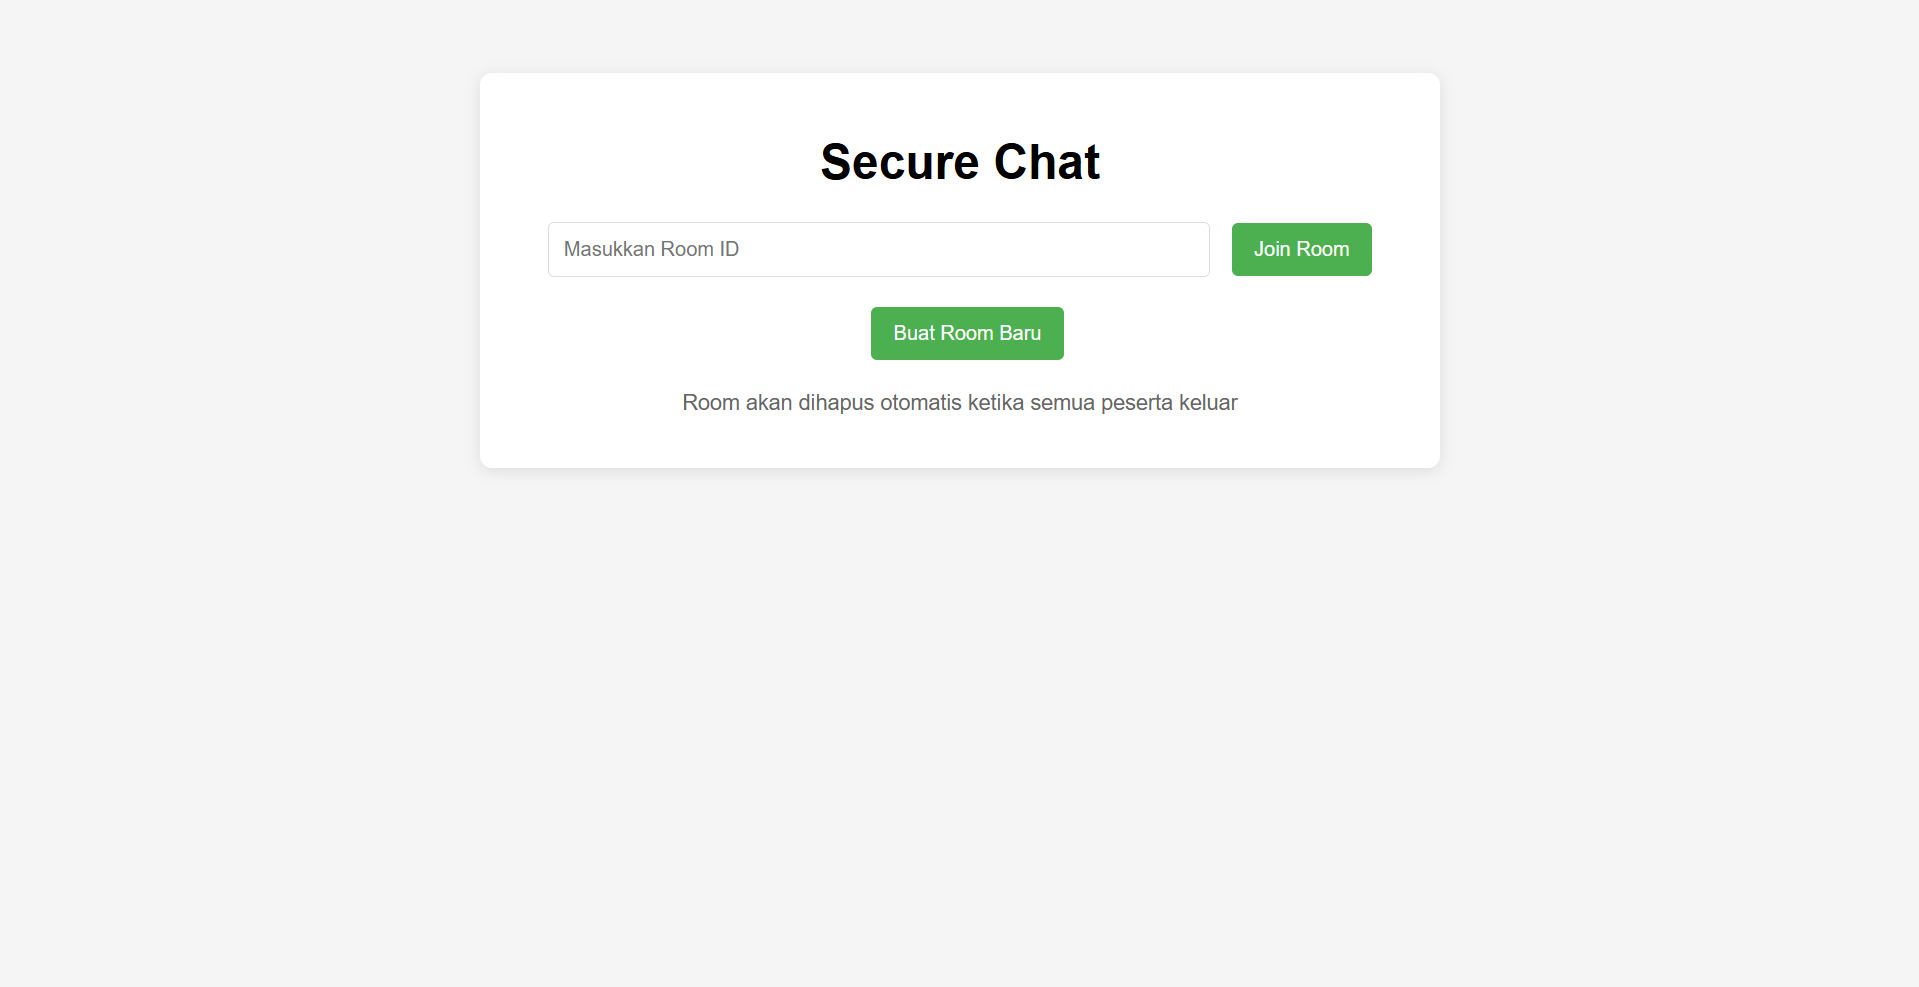 Secure Chat
Masukkan Room ID
Join Room
Buat Room Baru
Room akan dihapus otomatis ketika semua peserta keluar